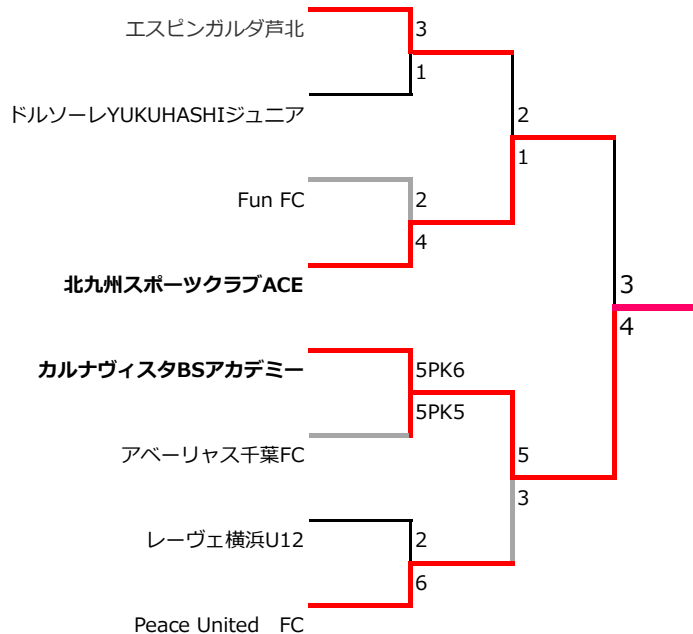 エスピンガルダ芦北
3
1
ドルソーレYUKUHASHIジュニア
2
1
Fun FC
2
4
北九州スポーツクラブACE
3
4
カルナヴィスタBSアカデミー
5PK6
5PK5
アベーリャス千葉FC
5
3
レーヴェ横浜U12
2
6
Peace United　FC